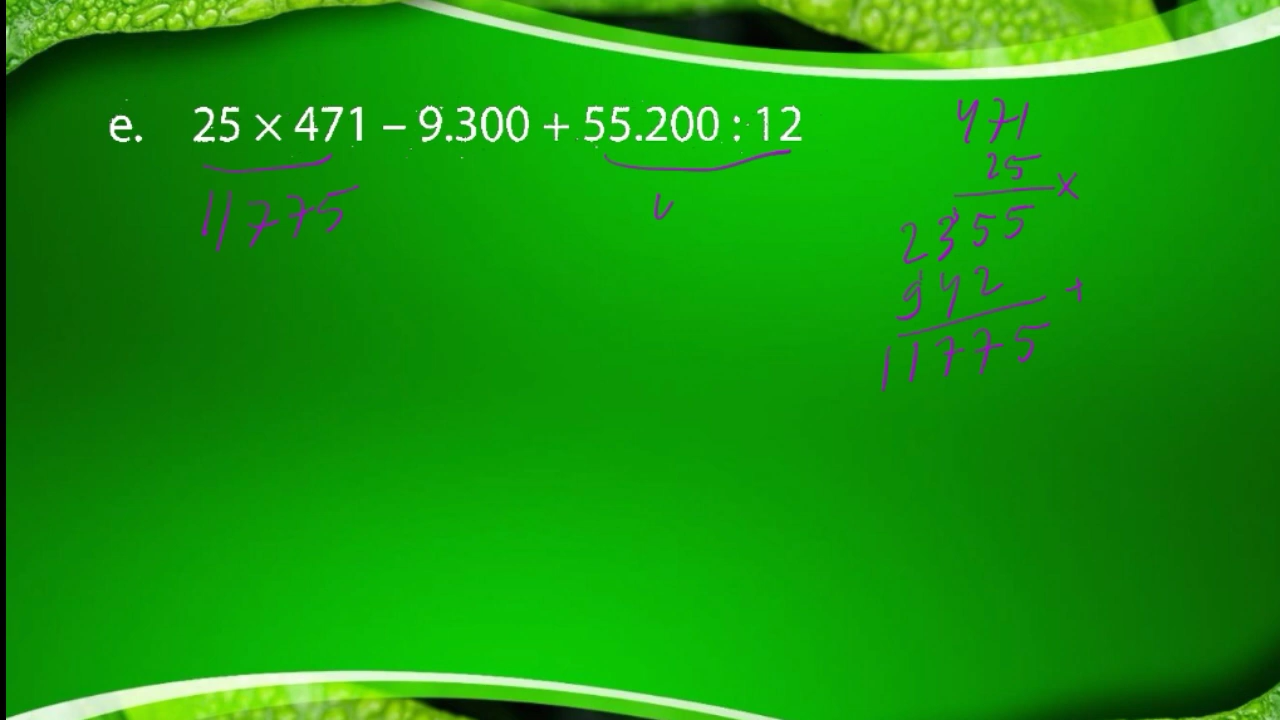 e. 25 × 471 – 9.300 + 55.200 : 12
11775
471
25 x
2355
942 +
11775